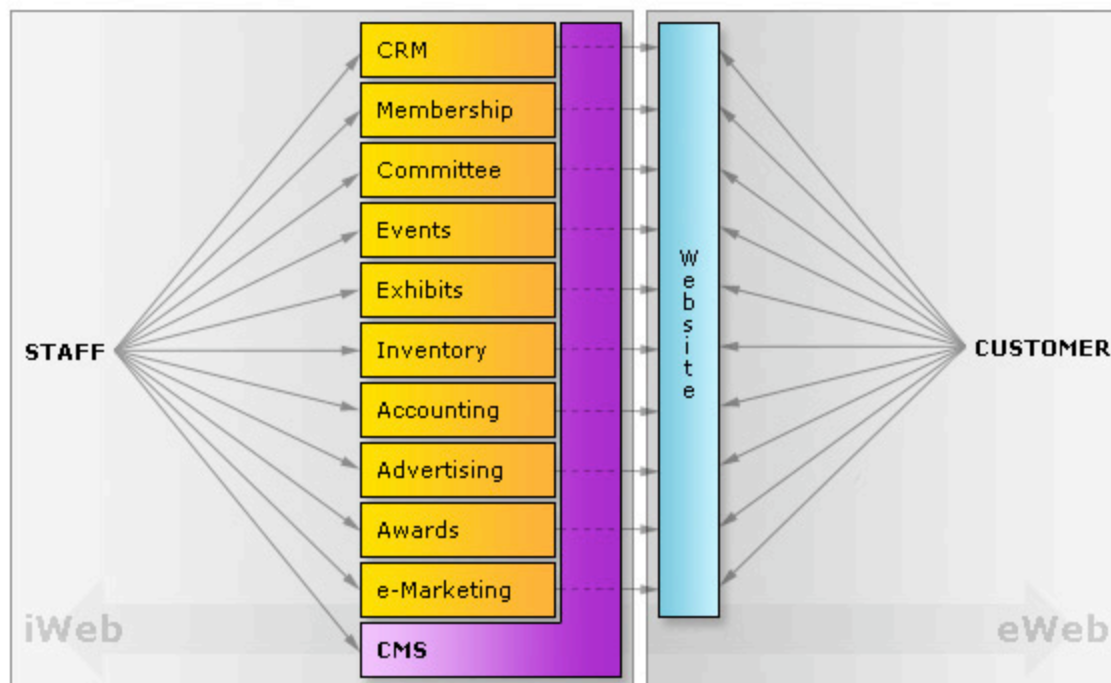 CRM
Membership
Committee
Events
Exhibits
Inventory
Accounting
Advertising
Awards
e-Marketing
CMS
STAFF
Website
CUSTOMER
iWeb
eWeb